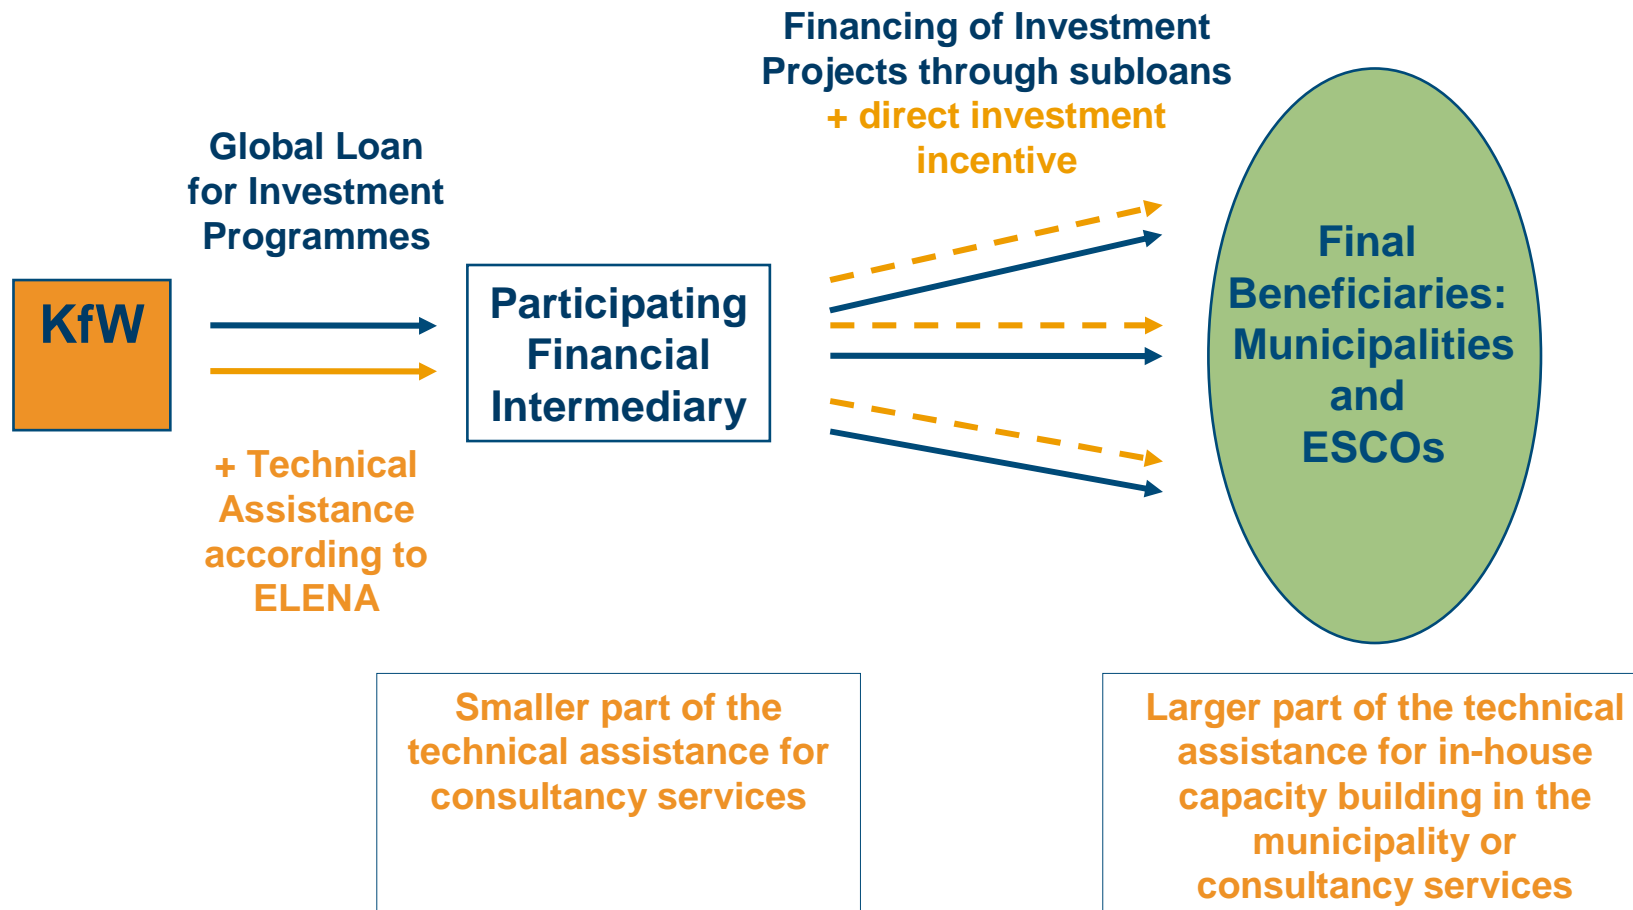 Financing of Investment
Projects through subloans
+ direct investment
incentive
Global Loan
for Investment
Programmes
KfW
Participating
Financial
Intermediary
Final
Beneficiaries:
Municipalities
and
ESCOs
+ Technical
Assistance
according to
ELENA
Smaller part of the
technical assistance for
consultancy services
Larger part of the technical
assistance for in-house
capacity building in the
municipality or
consultancy services